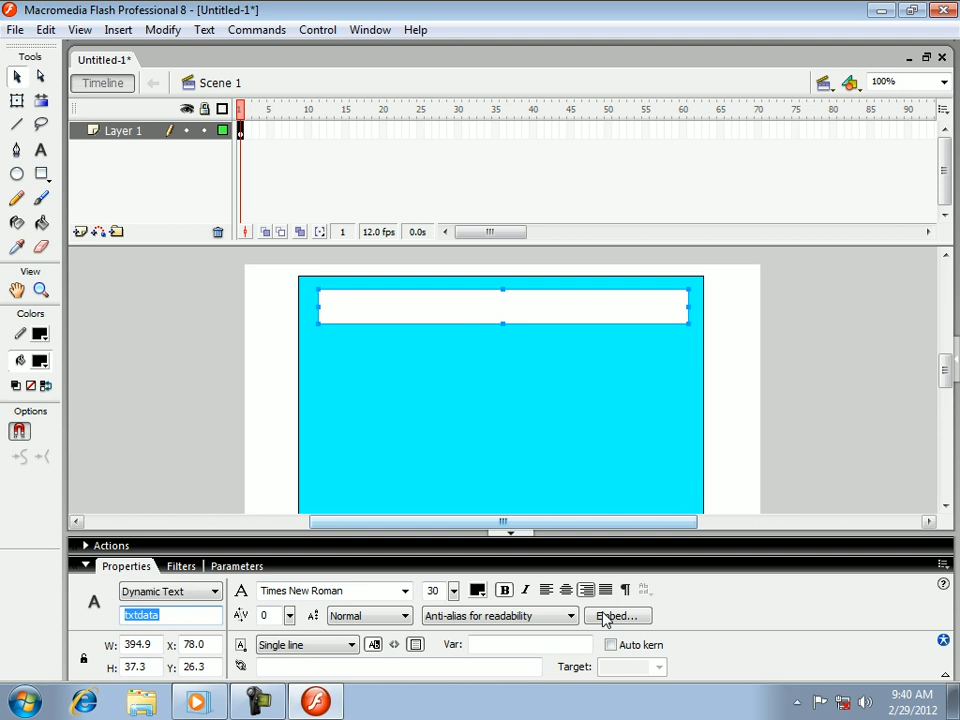 Macromedia Flash Professional 8 - [Untitled-1*]
File Edit View Insert Modify Text Commands Control Window Help
Tools
Untitled-1*
Timeline
Scene 1
100%
1 5 10 15 20 25 30 35 40 45 50 55 60 65 70 75 80 85 90
Layer 1
1 12.0 fps 0.0s
View
Colors
Options
Actions
Properties Filters Parameters
A Dynamic Text A Times New Roman 30 B I
txtdata 0 Normal Anti-alias for readability Embed...
W: 394.9 X: 78.0 Single line Var: Auto kern
H: 37.3 Y: 26.3 Target:
9:40 AM
2/29/2012